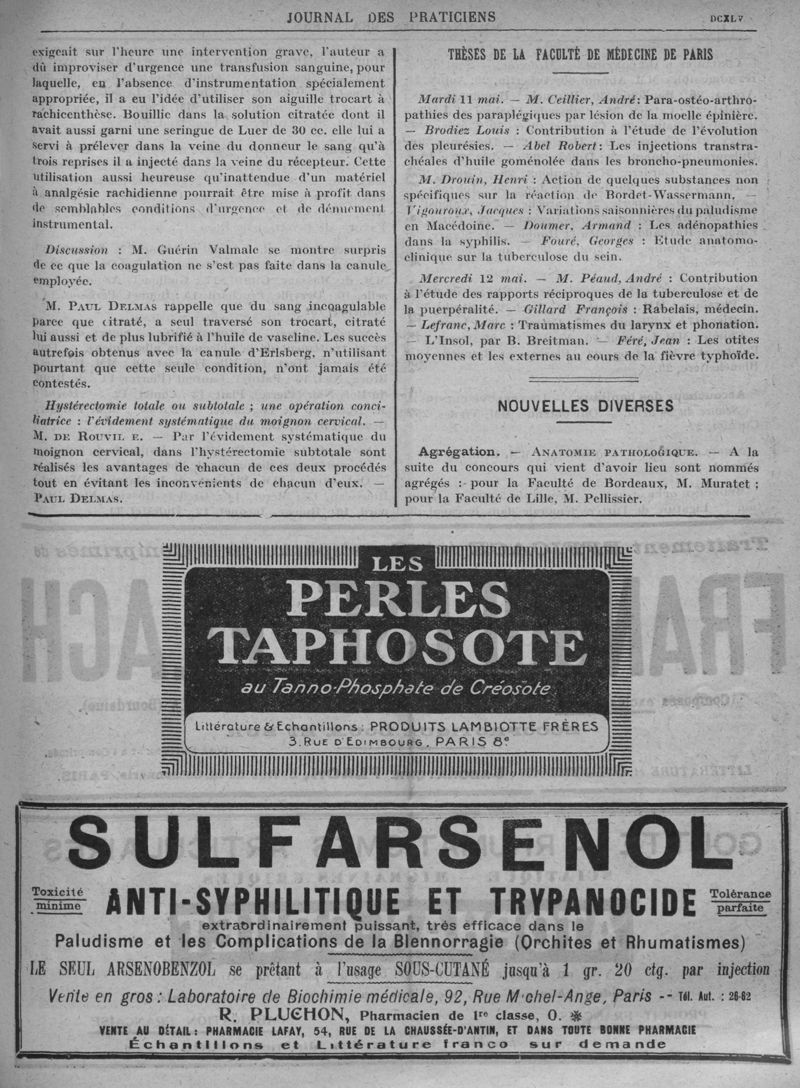 JOURNAL DES PRATICIENS
DCXLV
exigeait sur l'heure une intervention grave, l'auteur a
dû improviser d'urgence une transfusion sanguine, pour
laquelle, en l'absence d'instrumentation spécialement
appropriée, il a eu l'idée d'utiliser son aiguille trocart à
rachicenthèse. Bouillie dans la solution citratée dont il
avait aussi garni une seringue de Luer de 30 cc. elle lui a
servi à prélever dans la veine du donneur le sang qu'à
trois reprises il a injecté dans la veine du récepteur. Cette
utilisation aussi heureuse qu'inattendue d'un matériel
à analgésie rachidienne pourrait être mise à profit dans
de semblables conditions d'urgence et de dénuement
instrumental.
Discussion : M. Guérin Valmale se montre surpris
de ce que la coagulation ne s'est pas faite dans la canule
employée.
M. PAUL DELMAS rappelle que du sang incoagulable
parce que citraté, a seul traversé son trocart, citraté
lui aussi et de plus lubrifié à l'huile de vaseline. Les succès
autrefois obtenus avec la canule d'Erlsberg, n'utilisant
pourtant que cette seule condition, n'ont jamais été
contestés.
Hystérectomie totale ou subtotale ; une opération conci-
liatrice : l'évidement systématique du moignon cervical. —
M. DE ROUVIL E. — Par l'évidement systématique du
moignon cervical, dans l'hystérectomie subtotale sont
réalisés les avantages de chacun de ces deux procédés
tout en évitant les inconvénients de chacun d'eux. —
PAUL DELMAS.
THÈSES DE LA FACULTÉ DE MÉDECINE DE PARIS
Mardi 11 mai. — M. Ceillier, André : Para-ostéo-arthro-
pathies des paraplégiques par lésion de la moelle épinière.
— Brodiez Louis : Contribution à l'étude de l'évolution
des pleurésies. — Abel Robert : Les injections transtra-
chéales d'huile goménolée dans les broncho-pneumonies.
M. Drouin, Henri : Action de quelques substances non
spécifiques sur la réaction de Bordet-Wassermann. —
Vigouroux, Jacques : Variations saisonnières du paludisme
en Macédoine. — Doumer, Armand : Les adénopathies
dans la syphilis. — Fouré, Georges : Etude anatomo-
clinique sur la tuberculose du sein.
Mercredi 12 mai. — M. Péaud, André : Contribution
à l'étude des rapports réciproques de la tuberculose et de
la puerpéralité. — Gillard François : Rabelais, médecin.
— Lefranc, Marc : Traumatismes du larynx et phonation.
— L'Insol, par B. Breitman. — Féré, Jean : Les otites
moyennes et les externes au cours de la fièvre typhoïde.
NOUVELLES DIVERSES
Agrégation. — ANATOMIE PATHOLOGIQUE. — A la
suite du concours qui vient d'avoir lieu sont nommés
agrégés : pour la Faculté de Bordeaux, M. Muratet ;
pour la Faculté de Lille, M. Pellissier.
LES
PERLES
TAPHOSOTE
au Tanno-Phosphate de Créosote
Littérature & Echantillons : PRODUITS LAMBIOTTE FRÈRES
3, RUE D'EDIMBOURG, PARIS 8e
SULFARSENOL
Toxicité minime
ANTI-SYPHILITIQUE ET TRYPANOCIDE
Tolérance parfaite
extraordinairement puissant, très efficace dans le
Paludisme et les Complications de la Blennorragie (Orchites et Rhumatismes)
LE SEUL ARSENOBENZOL se prêtant à l'usage SOUS-CUTANÉ jusqu'à 1 gr. 20 ctg. par injection
Vente en gros : Laboratoire de Biochimie médicale, 92, Rue M chel-Ange, Paris -- Tél. Aut. : 26-62
R. PLUCHON, Pharmacien de 1re classe, O. ✻
VENTE AU DÉTAIL : PHARMACIE LAFAY, 54, RUE DE LA CHAUSSÉE-D'ANTIN, ET DANS TOUTE BONNE PHARMACIE
Échantillons et Littérature franco sur demande